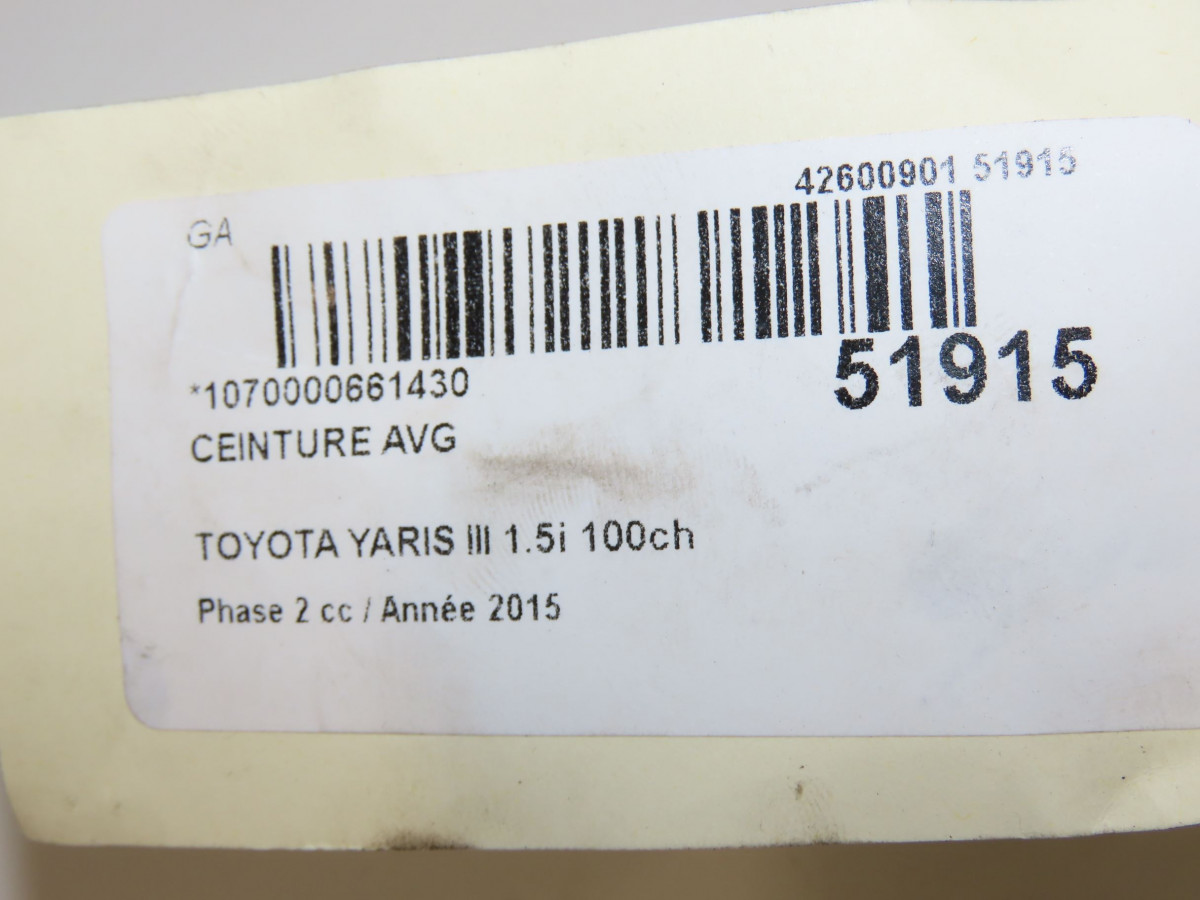 GA
42600901 51915
51915
*1070000661430
CEINTURE AVG
TOYOTA YARIS III 1.5i 100ch
Phase 2 cc / Année 2015